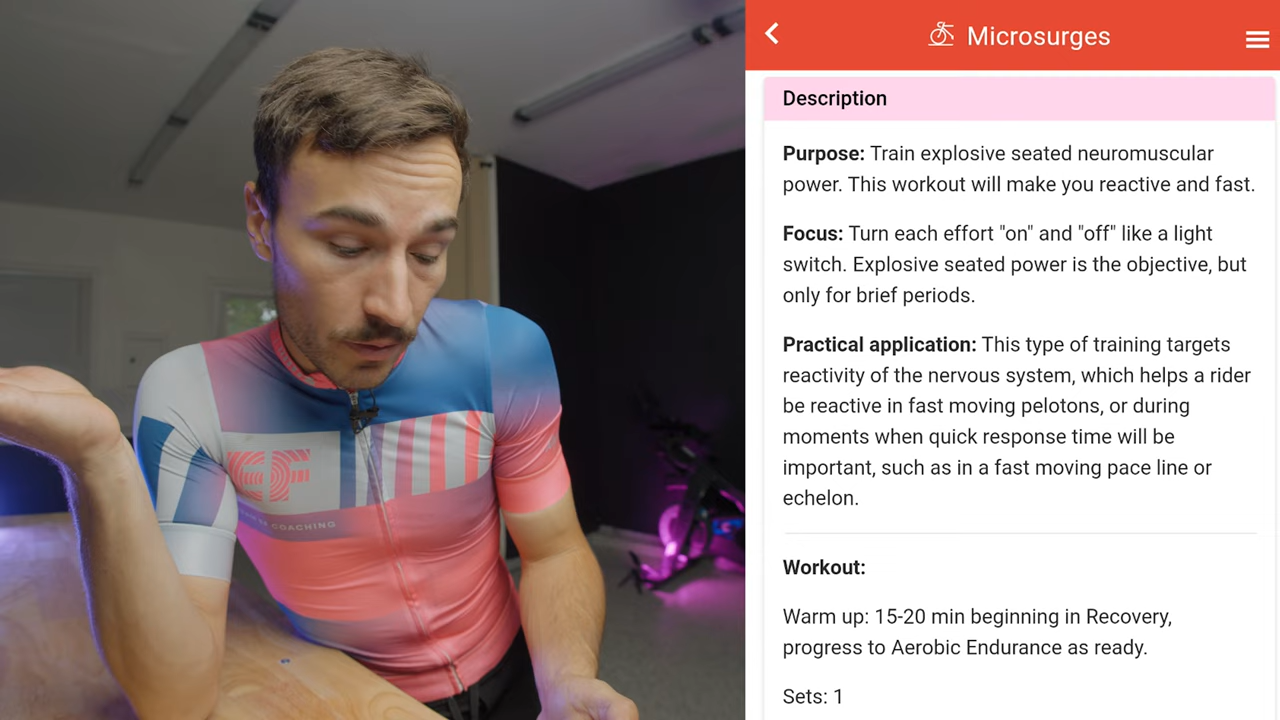 EF
COACHING
Microsurges
Description
Purpose: Train explosive seated neuromuscular
power. This workout will make you reactive and fast.
Focus: Turn each effort "on" and "off" like a light
switch. Explosive seated power is the objective, but
only for brief periods.
Practical application: This type of training targets
reactivity of the nervous system, which helps a rider
be reactive in fast moving pelotons, or during
moments when quick response time will be
important, such as in a fast moving pace line or
echelon.
Workout:
Warm up: 15-20 min beginning in Recovery,
progress to Aerobic Endurance as ready.
Sets: 1